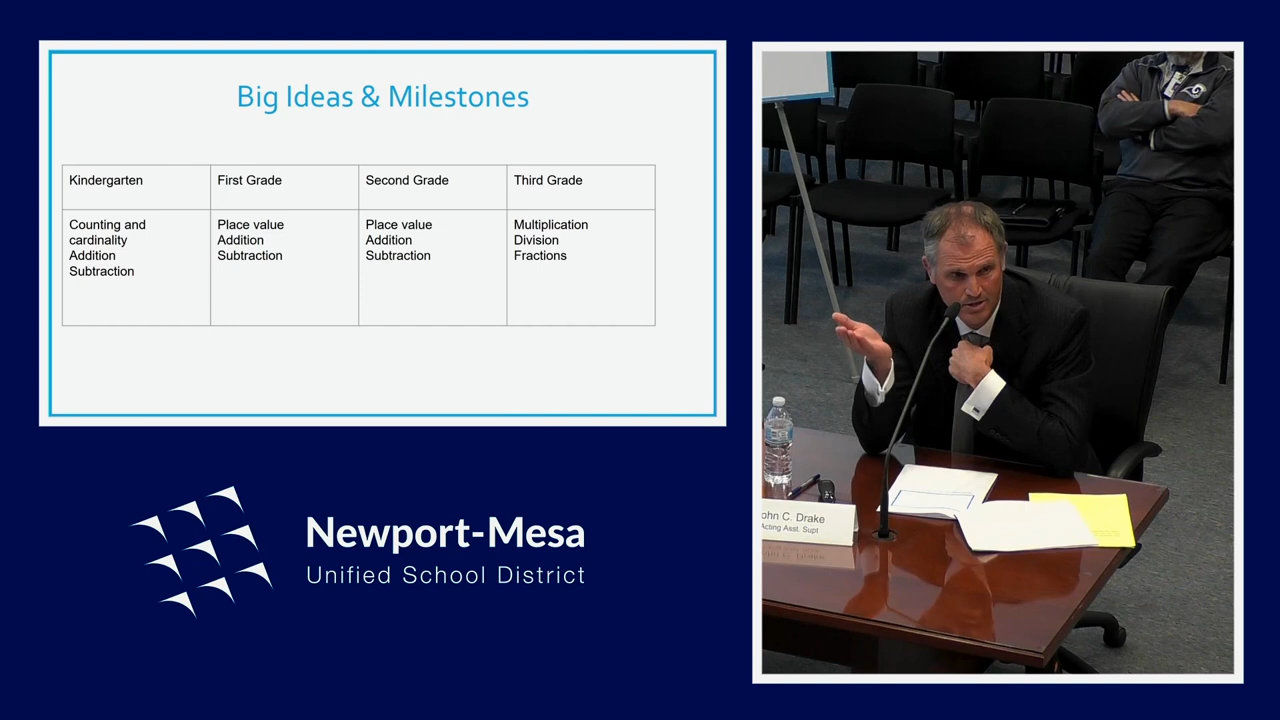 Big Ideas & Milestones
Kindergarten
First Grade
Second Grade
Third Grade
Counting and
cardinality
Addition
Subtraction
Place value
Addition
Subtraction
Place value
Addition
Subtraction
Multiplication
Division
Fractions
Newport-Mesa
Unified School District
ohn C. Drake
Acting Asst. Supt